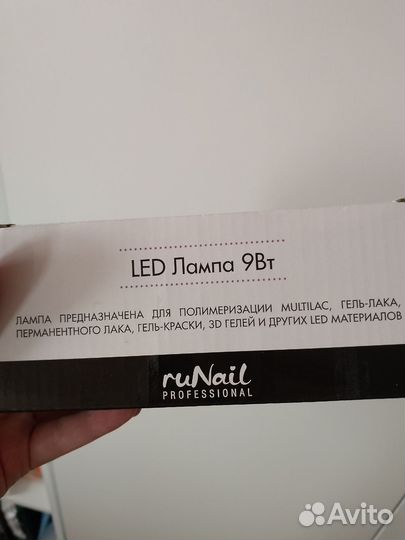 LED Лампа 9Вт
ЛАМПА ПРЕДНАЗНАЧЕНА ДЛЯ ПОЛИМЕРИЗАЦИИ MULTILAC, ГЕЛЬ-ЛАКА,
ПЕРМАНЕНТНОГО ЛАКА, ГЕЛЬ-КРАСКИ, 3D ГЕЛЕЙ И ДРУГИХ LED МАТЕРИАЛОВ
ruNail
PROFESSIONAL
Avito